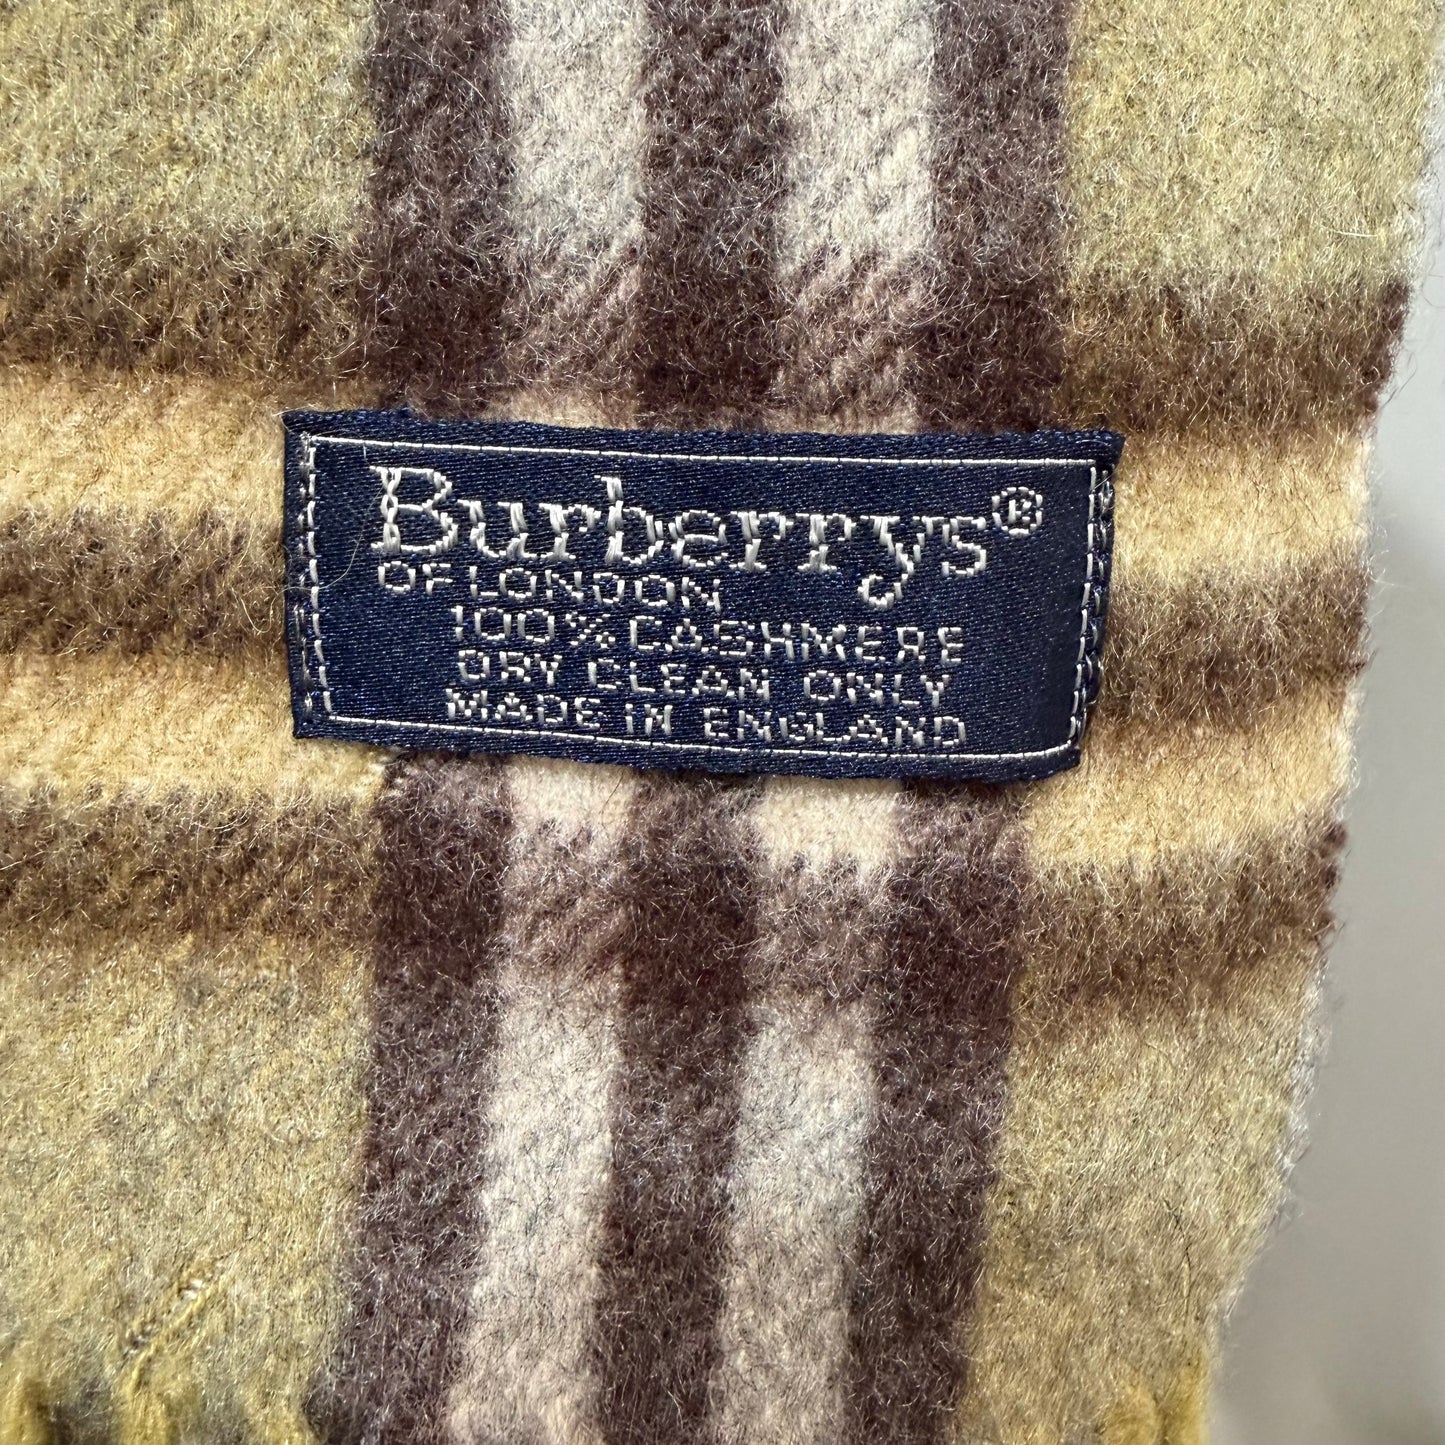 Burberrys®
OF LONDON
100% CASHMERE
DRY CLEAN ONLY
MADE IN ENGLAND